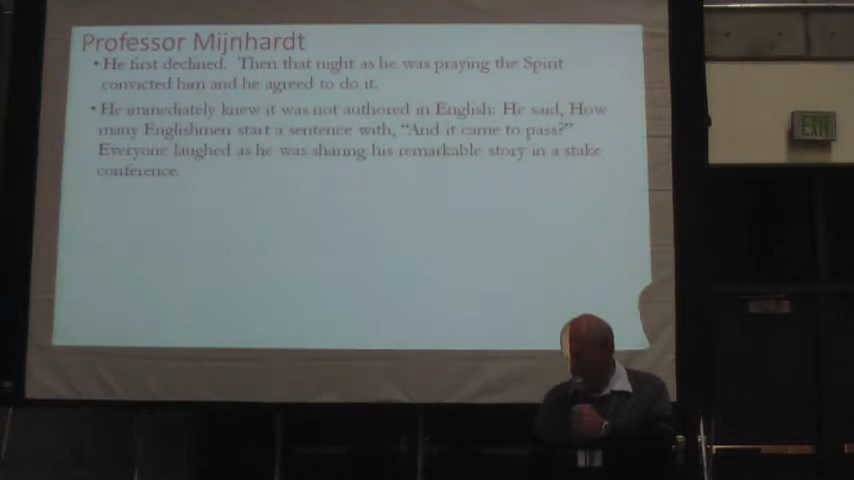 Professor Mijnhardt
• He first declined. Then that night as he was praying the Spirit
convicted him and he agreed to do it.
• He immediately knew it was not authored in English: He said, How
many Englishmen start a sentence with, "And it came to pass?"
Everyone laughed as he was sharing his remarkable story in a stake
conference.
EXIT